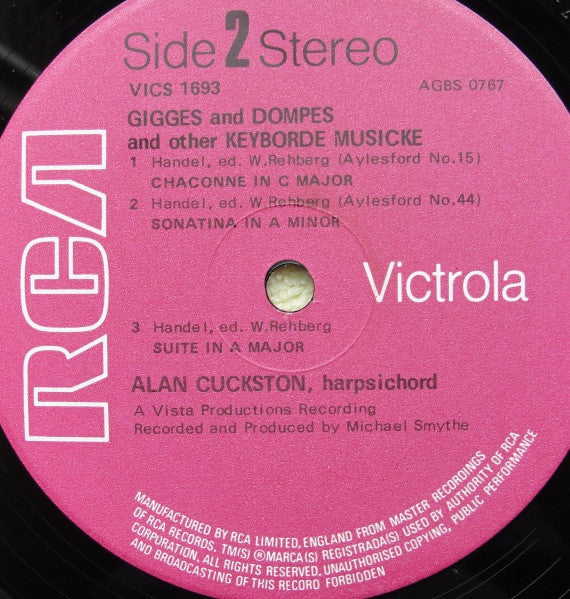 Side 2 Stereo
VICS 1693
AGBS 0767
GIGGES and DOMPES
and other KEYBORDE MUSICKE
1 Handel, ed. W.Rehberg (Aylesford No.15)
CHACONNE IN C MAJOR
2 Handel, ed. W.Rehberg (Aylesford No.44)
SONATINA IN A MINOR
RCA
Victrola
3 Handel, ed. W.Rehberg
SUITE IN A MAJOR
ALAN CUCKSTON, harpsichord
A Vista Productions Recording
Recorded and Produced by Michael Smythe
MANUFACTURED BY RCA LIMITED, ENGLAND FROM MASTER RECORDINGS
OF RCA RECORDS. TM(S) ® MARCA(S) REGISTRADA(S) USED BY AUTHORITY OF RCA
CORPORATION, ALL RIGHTS RESERVED. UNAUTHORISED COPYING, PUBLIC PERFORMANCE
AND BROADCASTING OF THIS RECORD FORBIDDEN